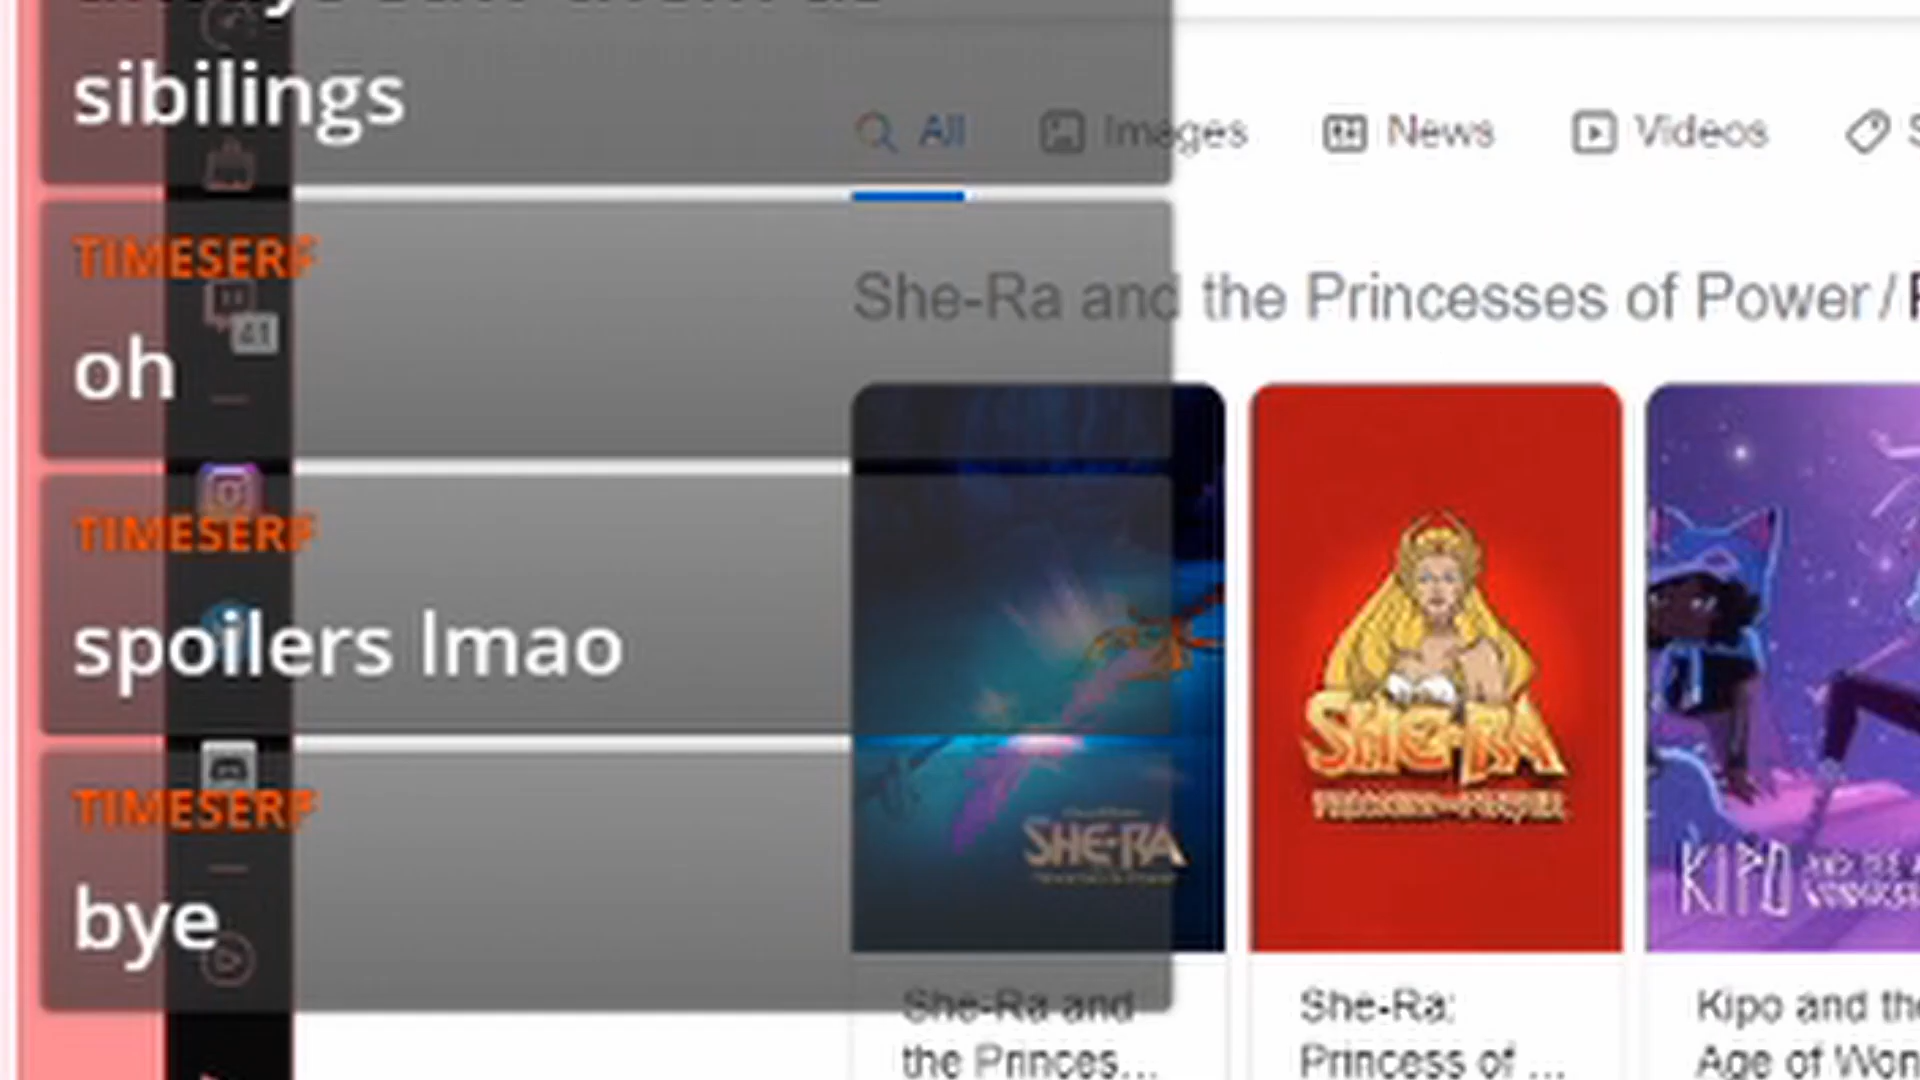 sibilings
All Images News Videos
TIMESERF
oh
41
She-Ra and the Princesses of Power /
TIMESERF
spoilers lmao
SHE-RA
SHE-RA
KIPO
TIMESERF
bye
She-Ra and
the Princes...
She-Ra:
Princess of ...
Kipo and the
Age of Won